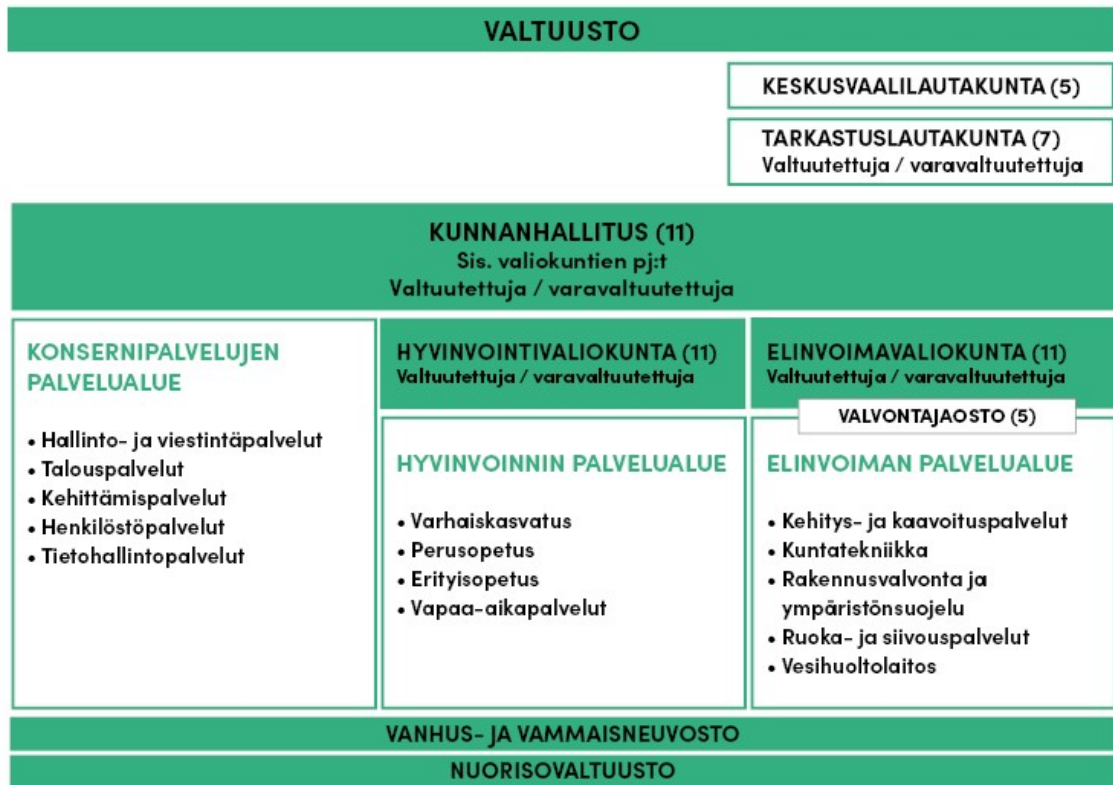 VALTUUSTO
KESKUSVAALILAUTAKUNTA (5)
TARKASTUSLAUTAKUNTA (7)
Valtuutettuja / varavaltuutettuja
KUNNANHALLITUS (11)
Sis. valiokuntien pj:t
Valtuutettuja / varavaltuutettuja
KONSERNIPALVELUJEN
PALVELUALUE
• Hallinto- ja viestintäpalvelut
• Talouspalvelut
• Kehittämispalvelut
• Henkilöstöpalvelut
• Tietohallintopalvelut
HYVINVOINTIVALIOKUNTA (11)
Valtuutettuja / varavaltuutettuja
HYVINVOINNIN PALVELUALUE
• Varhaiskasvatus
• Perusopetus
• Erityisopetus
• Vapaa-aikapalvelut
ELINVOIMAVALIOKUNTA (11)
Valtuutettuja / varavaltuutettuja
VALVONTAJAOSTO (5)
ELINVOIMAN PALVELUALUE
• Kehitys- ja kaavoituspalvelut
• Kuntatekniikka
• Rakennusvalvonta ja
ympäristönsuojelu
• Ruoka- ja siivouspalvelut
• Vesihuoltolaitos
VANHUS- JA VAMMAISNEUVOSTO
NUORISOVALTUUSTO